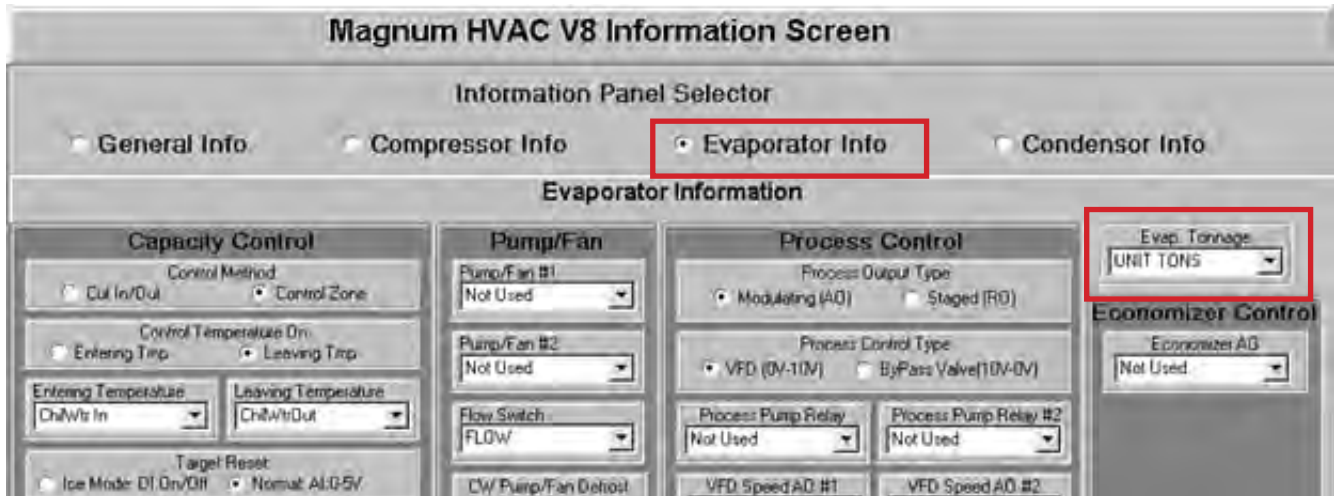 Magnum HVAC V8 Information Screen
Information Panel Selector
General Info Compressor Info Evaporator Info Condensor Info
Evaporator Information
Capacity Control
Control Method
Cut In/Out Control Zone
Control Temperature On:
Entering Tmp Leaving Tmp
Entering Temperature Leaving Temperature
ChilWtr In ChilWtrOut
Target Reset
Ice Mode: DI On/Off Normal: AI:0-5V
Pump/Fan
Pump/Fan #1
Not Used
Pump/Fan #2
Not Used
Flow Switch
FLOW
CW Pump/Fan Defrost
Process Control
Process Output Type
Modulating (AO) Staged (RO)
Process Control Type
VFD (0V-10V) ByPass Valve(10V-0V)
Process Pump Relay Process Pump Relay #2
Not Used Not Used
VFD Speed AO #1 VFD Speed AO #2
Evap. Tonnage
UNIT TONS
Economizer Control
Economizer AO
Not Used